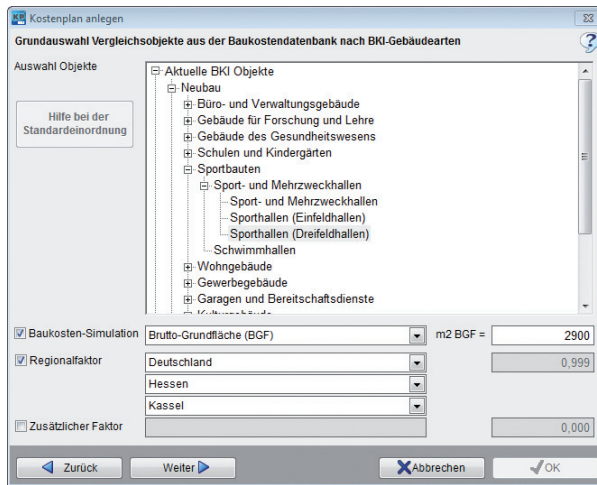 Kostenplan anlegen
Grundauswahl Vergleichsobjekte aus der Baukostendatenbank nach BKI-Gebäudearten
Auswahl Objekte
Hilfe bei der
Standardeinordnung
Aktuelle BKI Objekte
Neubau
Büro- und Verwaltungsgebäude
Gebäude für Forschung und Lehre
Gebäude des Gesundheitswesens
Schulen und Kindergärten
Sportbauten
Sport- und Mehrzweckhallen
Sport- und Mehrzweckhallen
Sporthallen (Einfeldhallen)
Sporthallen (Dreifeldhallen)
Schwimmhallen
Wohngebäude
Gewerbegebäude
Garagen und Bereitschaftsdienste
Baukosten-Simulation Brutto-Grundfläche (BGF) m2 BGF = 2900
Regionalfaktor Deutschland 0,999
Hessen
Kassel
Zusätzlicher Faktor 0,000
Zurück Weiter Abbrechen OK